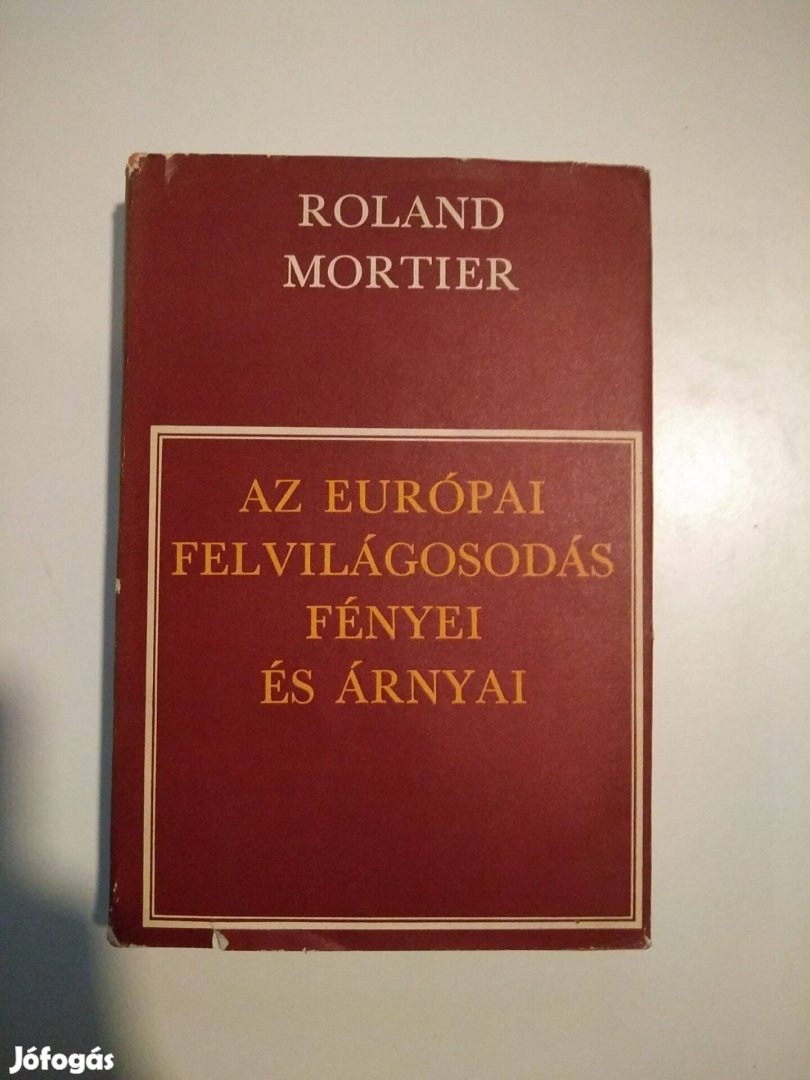 ROLAND
MORTIER
AZ EURÓPAI
FELVILÁGOSODÁS
FÉNYEI
ÉS ÁRNYAI
Jófogás